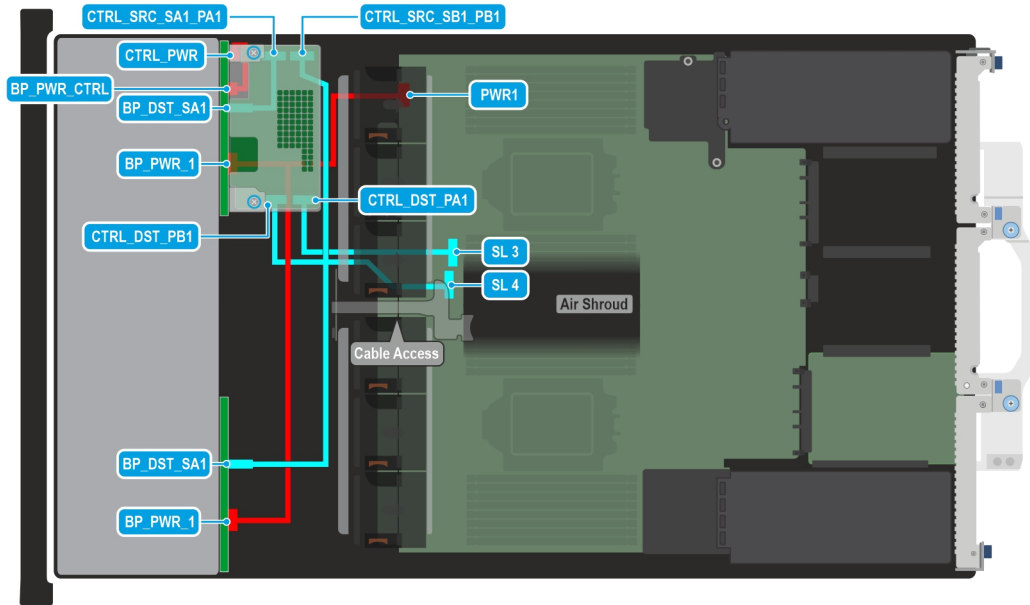 CTRL_SRC_SA1_PA1
CTRL_SRC_SB1_PB1
CTRL_PWR
BP_PWR_CTRL
PWR1
BP_DST_SA1
BP_PWR_1
CTRL_DST_PA1
CTRL_DST_PB1
SL 3
SL 4
Air Shroud
Cable Access
BP_DST_SA1
BP_PWR_1